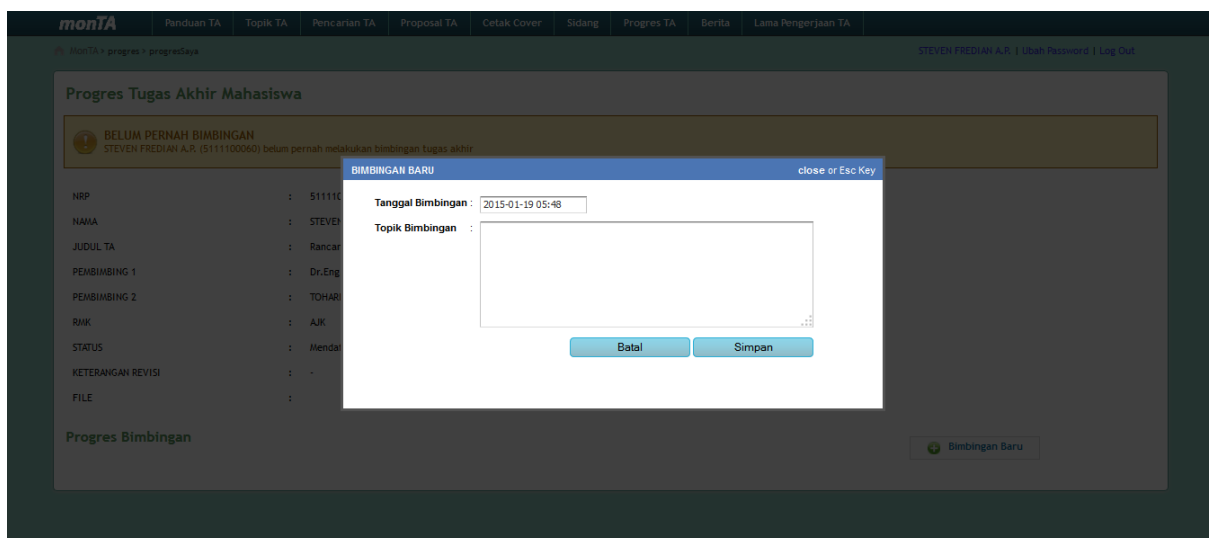 monTA Panduan TA Topik TA Pencarian TA Proposal TA Cetak Cover Sidang Progres TA Berita Lama Pengerjaan TA
MonTA > progres > progresSaya STEVEN FREDIAN A.P. | Ubah Password | Log Out
Progres Tugas Akhir Mahasiswa
BELUM PERNAH BIMBINGAN
STEVEN FREDIAN A.P. (5111100060) belum pernah melakukan bimbingan tugas akhir
BIMBINGAN BARU close or Esc Key
Tanggal Bimbingan : 2015-01-19 05:48
Topik Bimbingan :
Batal Simpan
NRP :
NAMA :
JUDUL TA :
PEMBIMBING 1 : Dr.Eng
PEMBIMBING 2 :
RMK : AJK
STATUS :
KETERANGAN REVISI : -
FILE :
Progres Bimbingan
Bimbingan Baru